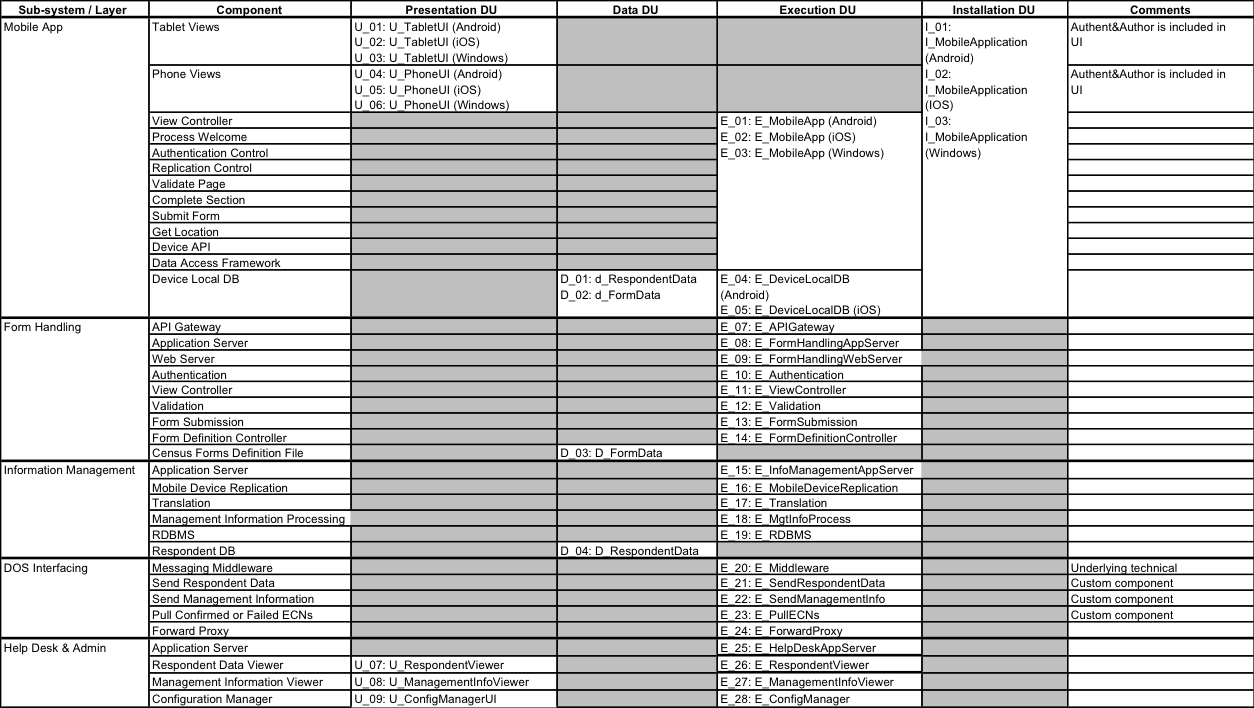 Sub-system / Layer Component Presentation DU Data DU Execution DU Installation DU Comments
Mobile App Tablet Views U_01: U_TabletUI (Android) I_01: Authent&Author is included in
U_02: U_TabletUI (iOS) I_MobileApplication UI
U_03: U_TabletUI (Windows) (Android)
Phone Views U_04: U_PhoneUI (Android) I_02: Authent&Author is included in
U_05: U_PhoneUI (iOS) I_MobileApplication UI
U_06: U_PhoneUI (Windows) (IOS)
View Controller E_01: E_MobileApp (Android) I_03:
Process Welcome E_02: E_MobileApp (iOS) I_MobileApplication
Authentication Control E_03: E_MobileApp (Windows) (Windows)
Replication Control
Validate Page
Complete Section
Submit Form
Get Location
Device API
Data Access Framework
Device Local DB D_01: d_RespondentData E_04: E_DeviceLocalDB
D_02: d_FormData (Android)
E_05: E_DeviceLocalDB (iOS)
Form Handling API Gateway E_07: E_APIGateway
Application Server E_08: E_FormHandlingAppServer
Web Server E_09: E_FormHandlingWebServer
Authentication E_10: E_Authentication
View Controller E_11: E_ViewController
Validation E_12: E_Validation
Form Submission E_13: E_FormSubmission
Form Definition Controller E_14: E_FormDefinitionController
Census Forms Definition File D_03: D_FormData
Information Management Application Server E_15: E_InfoManagementAppServer
Mobile Device Replication E_16: E_MobileDeviceReplication
Translation E_17: E_Translation
Management Information Processing E_18: E_MgtInfoProcess
RDBMS E_19: E_RDBMS
Respondent DB D_04: D_RespondentData
DOS Interfacing Messaging Middleware E_20: E_Middleware Underlying technical
Send Respondent Data E_21: E_SendRespondentData Custom component
Send Management Information E_22: E_SendManagementInfo Custom component
Pull Confirmed or Failed ECNs E_23: E_PullECNs Custom component
Forward Proxy E_24: E_ForwardProxy
Help Desk & Admin Application Server E_25: E_HelpDeskAppServer
Respondent Data Viewer U_07: U_RespondentViewer E_26: E_RespondentViewer
Management Information Viewer U_08: U_ManagementInfoViewer E_27: E_ManagementInfoViewer
Configuration Manager U_09: U_ConfigManagerUI E_28: E_ConfigManager